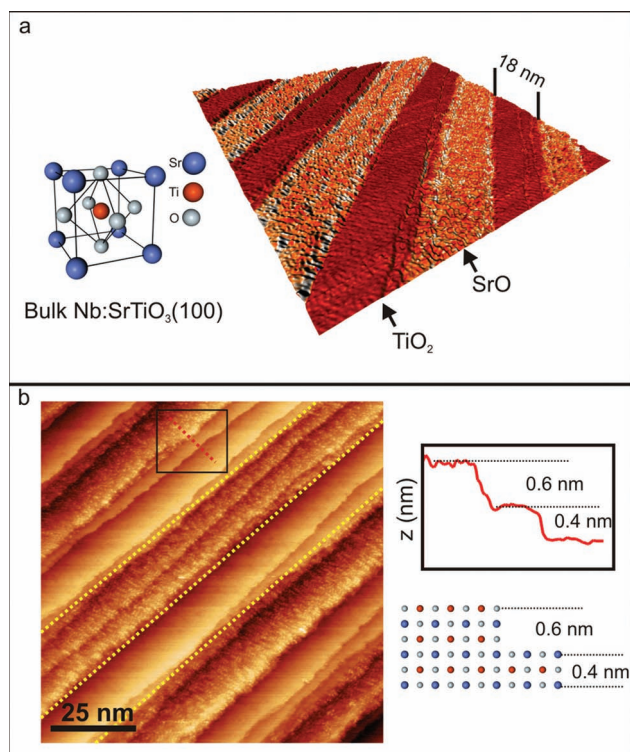 a
18 nm
Sr
Ti
O
SrO
Bulk Nb:SrTiO3(100)
TiO2
b
z (nm)
0.6 nm
0.4 nm
0.6 nm
0.4 nm
25 nm